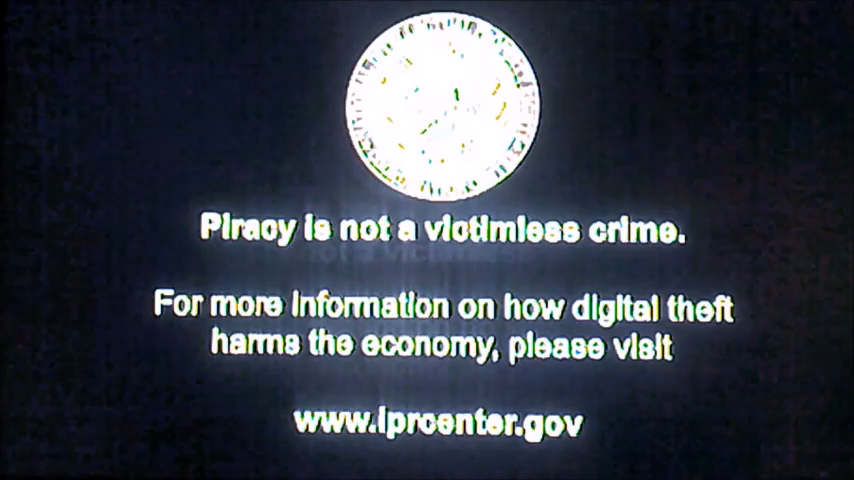 Piracy is not a victimless crime.
For more information on how digital theft
harms the economy, please visit
www.iprcenter.gov